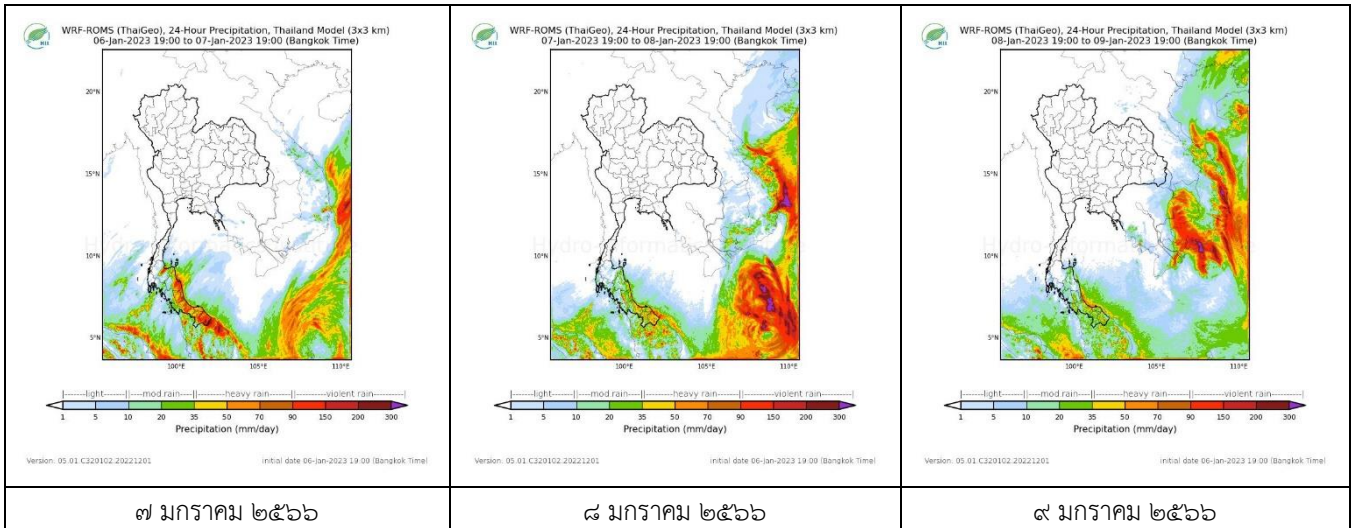 WRF-ROMS (ThaiGeo), 24-Hour Precipitation, Thailand Model (3x3 km)
06-Jan-2023 19:00 to 07-Jan-2023 19:00 (Bangkok Time)
20°N
15°N
10°N
5°N
100°E
105°E
110°E
|-------light-------||---mod rain---||-------heavy rain-------||-------violent rain-------|
1 5 10 20 35 50 70 90 150 200 300
Precipitation (mm/day)
Version: 05.01.C320102.20221201
initial date 06-Jan-2023 19:00 (Bangkok Time)
๗ มกราคม ๒๕๖๖
WRF-ROMS (ThaiGeo), 24-Hour Precipitation, Thailand Model (3x3 km)
07-Jan-2023 19:00 to 08-Jan-2023 19:00 (Bangkok Time)
20°N
15°N
10°N
5°N
100°E
105°E
110°E
|-------light-------||---mod rain---||-------heavy rain-------||-------violent rain-------|
1 5 10 20 35 50 70 90 150 200 300
Precipitation (mm/day)
Version: 05.01.C320102.20221201
initial date 06-Jan-2023 19:00 (Bangkok Time)
๘ มกราคม ๒๕๖๖
WRF-ROMS (ThaiGeo), 24-Hour Precipitation, Thailand Model (3x3 km)
08-Jan-2023 19:00 to 09-Jan-2023 19:00 (Bangkok Time)
20°N
15°N
10°N
5°N
100°E
105°E
110°E
|-------light-------||---mod rain---||-------heavy rain-------||-------violent rain-------|
1 5 10 20 35 50 70 90 150 200 300
Precipitation (mm/day)
Version: 05.01.C320102.20221201
initial date 06-Jan-2023 19:00 (Bangkok Time)
๙ มกราคม ๒๕๖๖